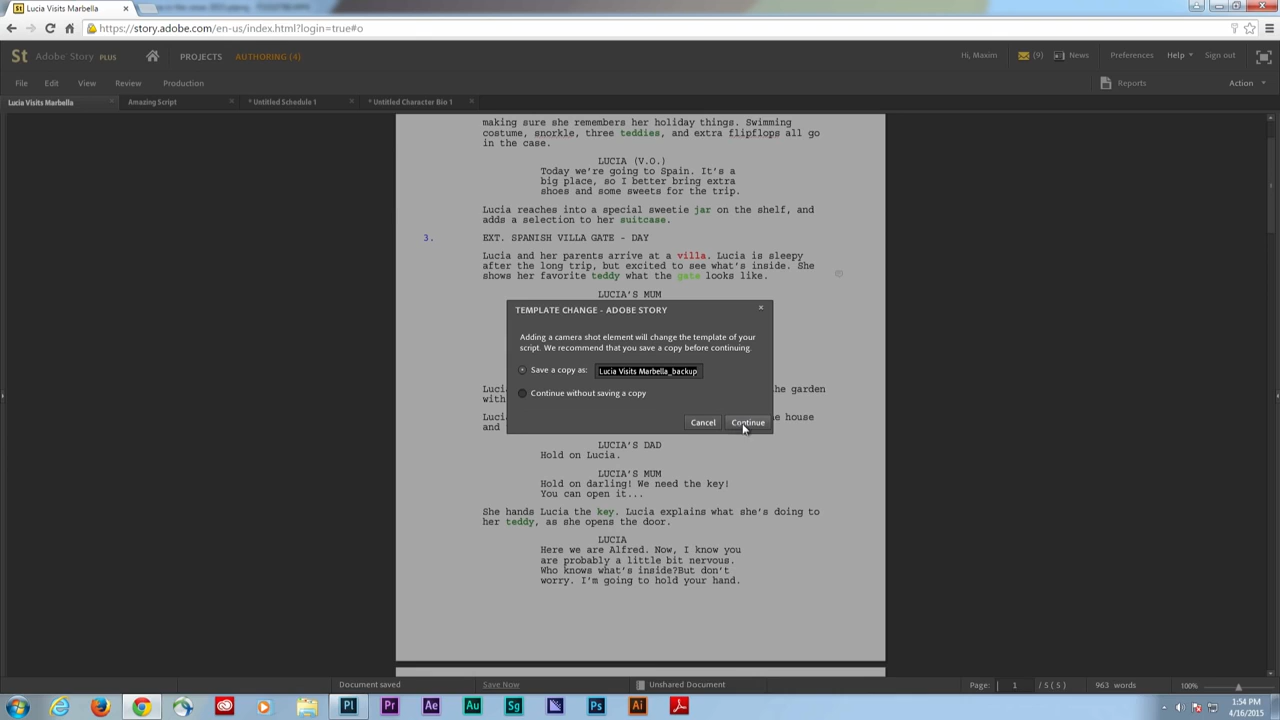 Lucia Visits Marbella
https://story.adobe.com/en-us/index.html?login=true#o
St Adobe Story PLUS PROJECTS AUTHORING (4) Hi, Maxim (9) News Preferences Help Sign out
File Edit View Review Production Reports Action
Lucia Visits Marbella Amazing Script * Untitled Schedule 1 * Untitled Character Bio 1
making sure she remembers her holiday things. Swimming
costume, snorkle, three teddies, and extra flipflops all go
in the case.
LUCIA (V.O.)
Today we're going to Spain. It's a
big place, so I better bring extra
shoes and some sweets for the trip.
Lucia reaches into a special sweetie jar on the shelf, and
adds a selection to her suitcase.
3. EXT. SPANISH VILLA GATE - DAY
Lucia and her parents arrive at a villa. Lucia is sleepy
after the long trip, but excited to see what's inside. She
shows her favorite teddy what the gate looks like.
LUCIA'S MUM
TEMPLATE CHANGE - ADOBE STORY
Adding a camera shot element will change the template of your
script. We recommend that you save a copy before continuing.
Save a copy as: Lucia Visits Marbella_backup
Continue without saving a copy
Cancel Continue
e garden
with
e house
and
LUCIA'S DAD
Hold on Lucia.
LUCIA'S MUM
Hold on darling! We need the key!
You can open it...
She hands Lucia the key. Lucia explains what she's doing to
her teddy, as she opens the door.
LUCIA
Here we are Alfred. Now, I know you
are probably a little bit nervous.
Who knows what's inside?But don't
worry. I'm going to hold your hand.
Document saved Save Now Unshared Document Page: 1 / 5 ( 5 ) 963 words 100%
Pl Pr Ae Au Sg Ps Ai
1:54 PM
4/16/2015